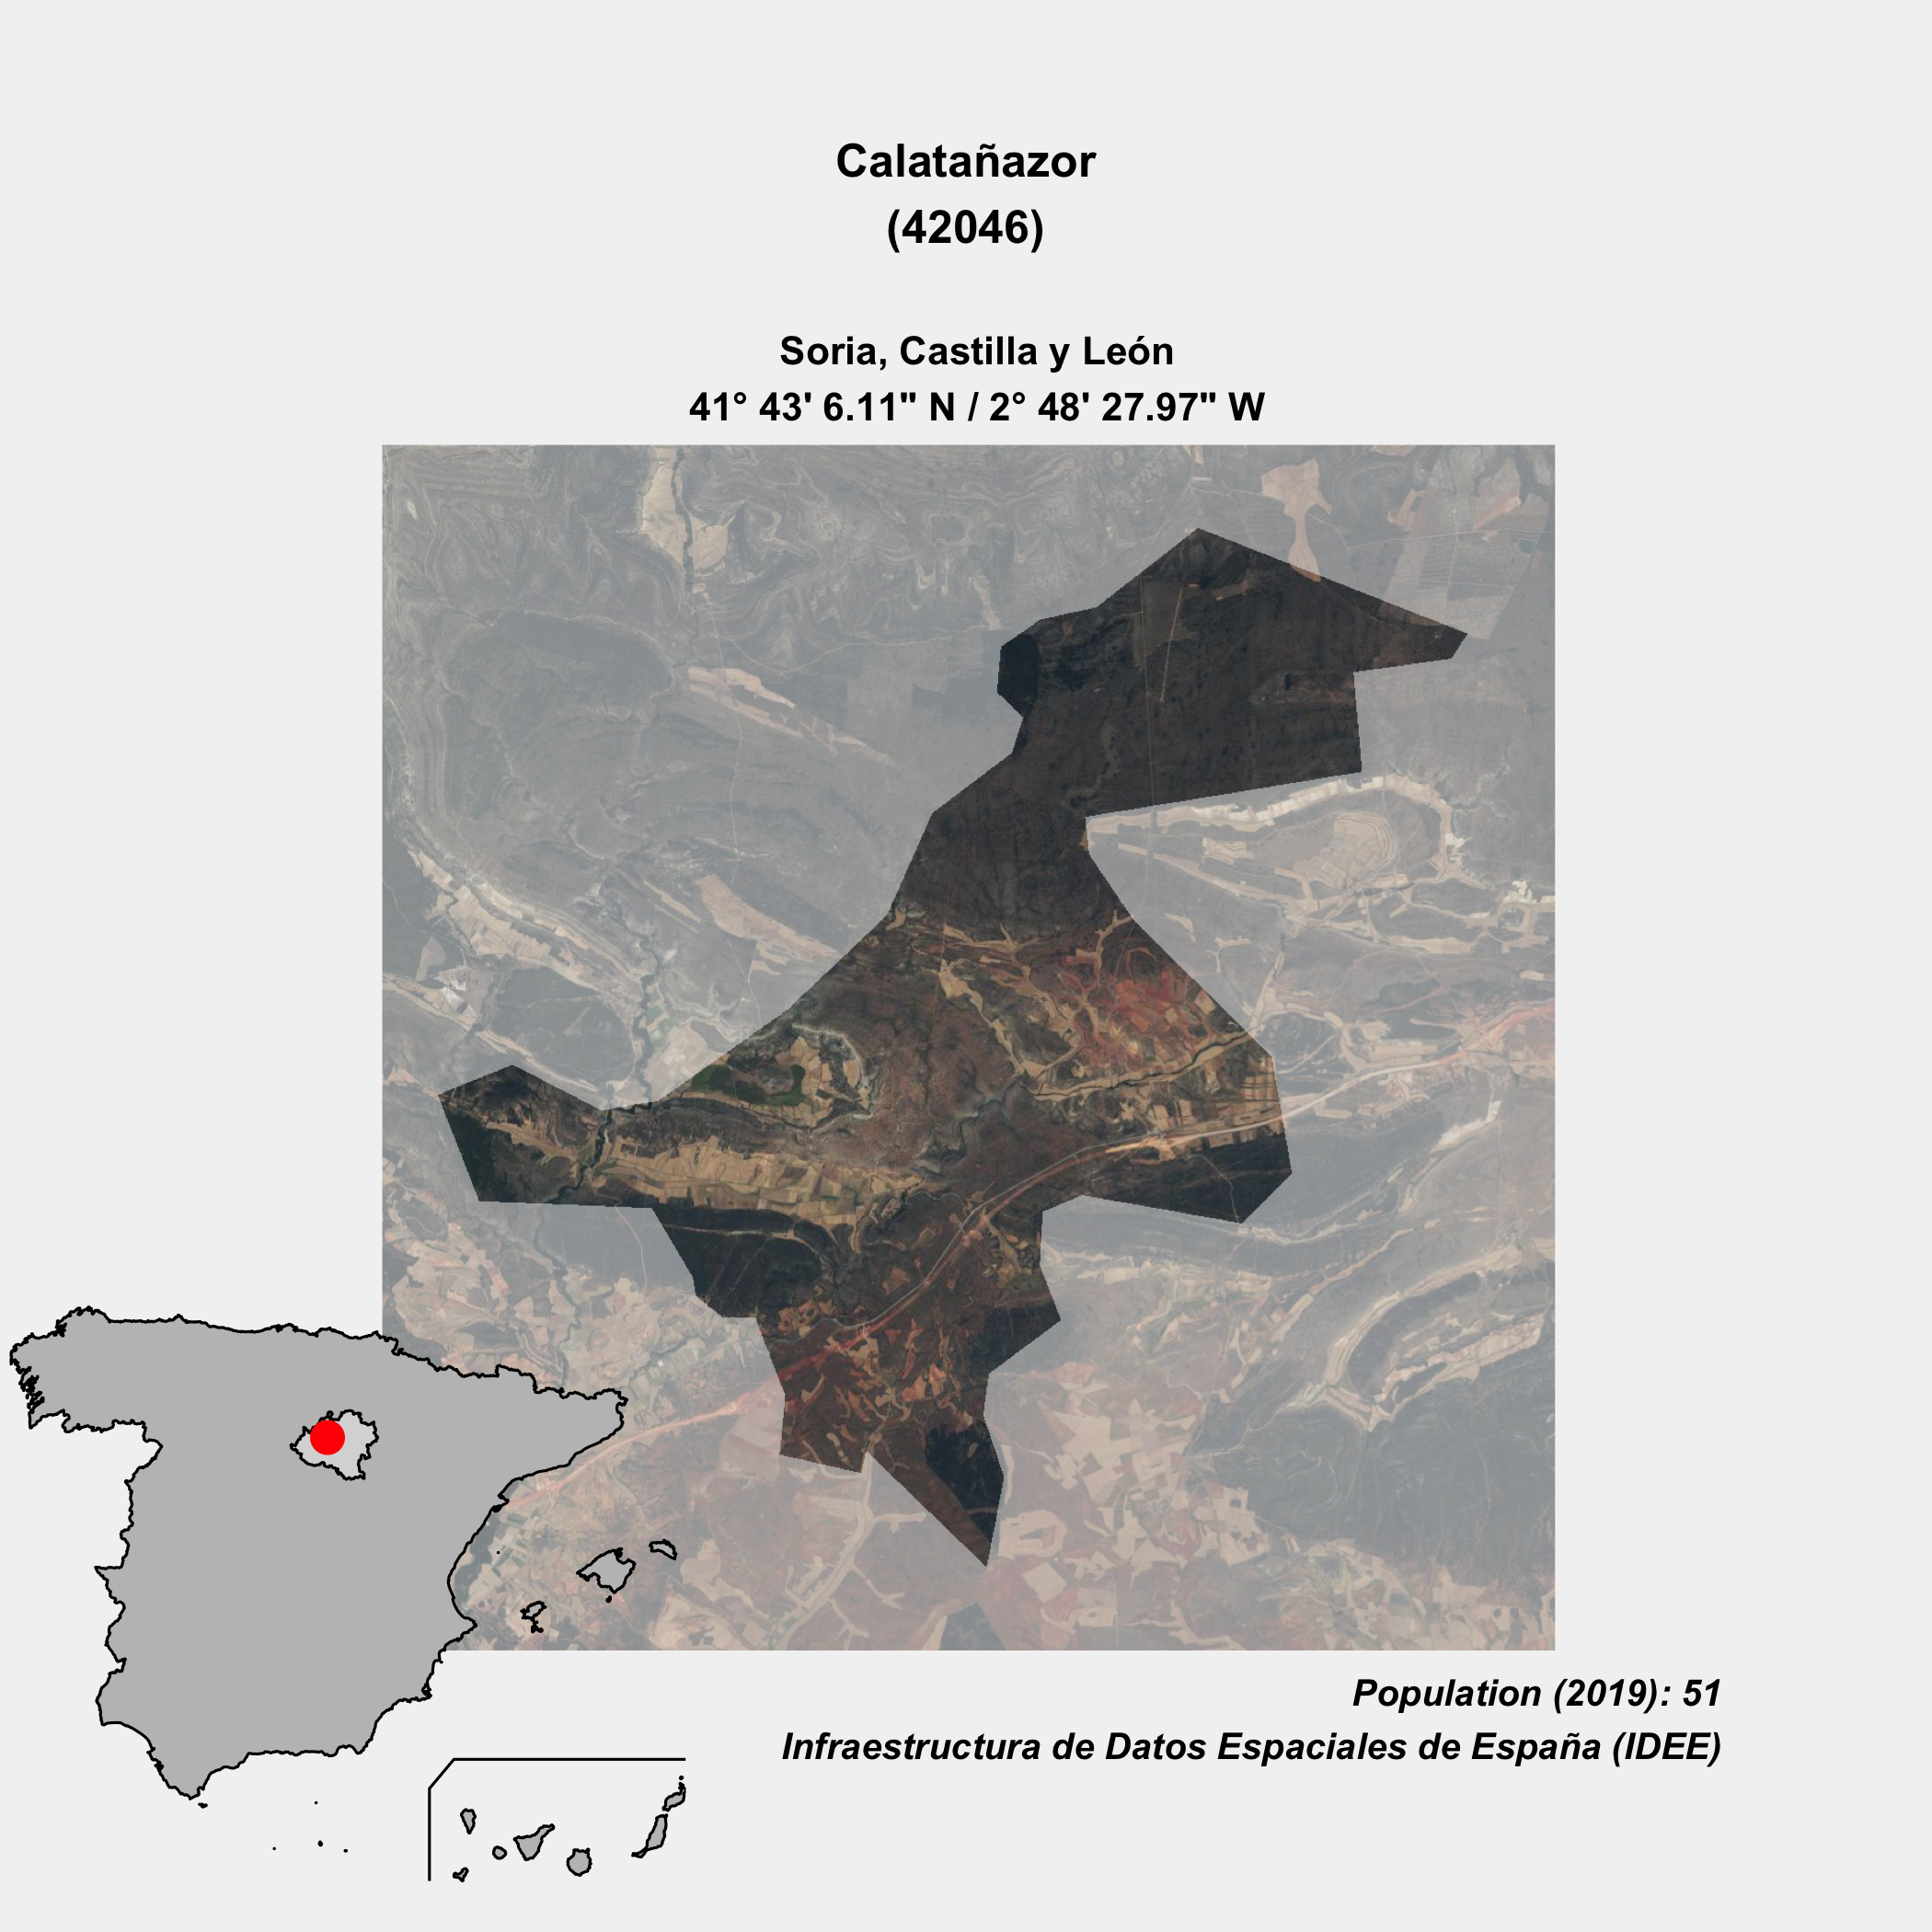 Calatañazor
(42046)
Soria, Castilla y León
41° 43' 6.11" N / 2° 48' 27.97" W
Population (2019): 51
Infraestructura de Datos Espaciales de España (IDEE)